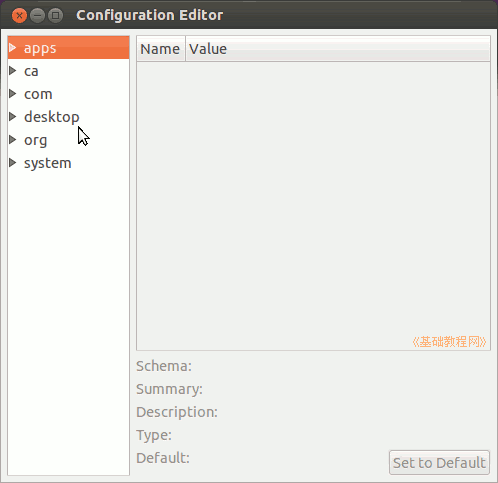 Configuration Editor
apps
ca
com
desktop
org
system
Name Value
《基础教程网》
Schema:
Summary:
Description:
Type:
Default:
Set to Default